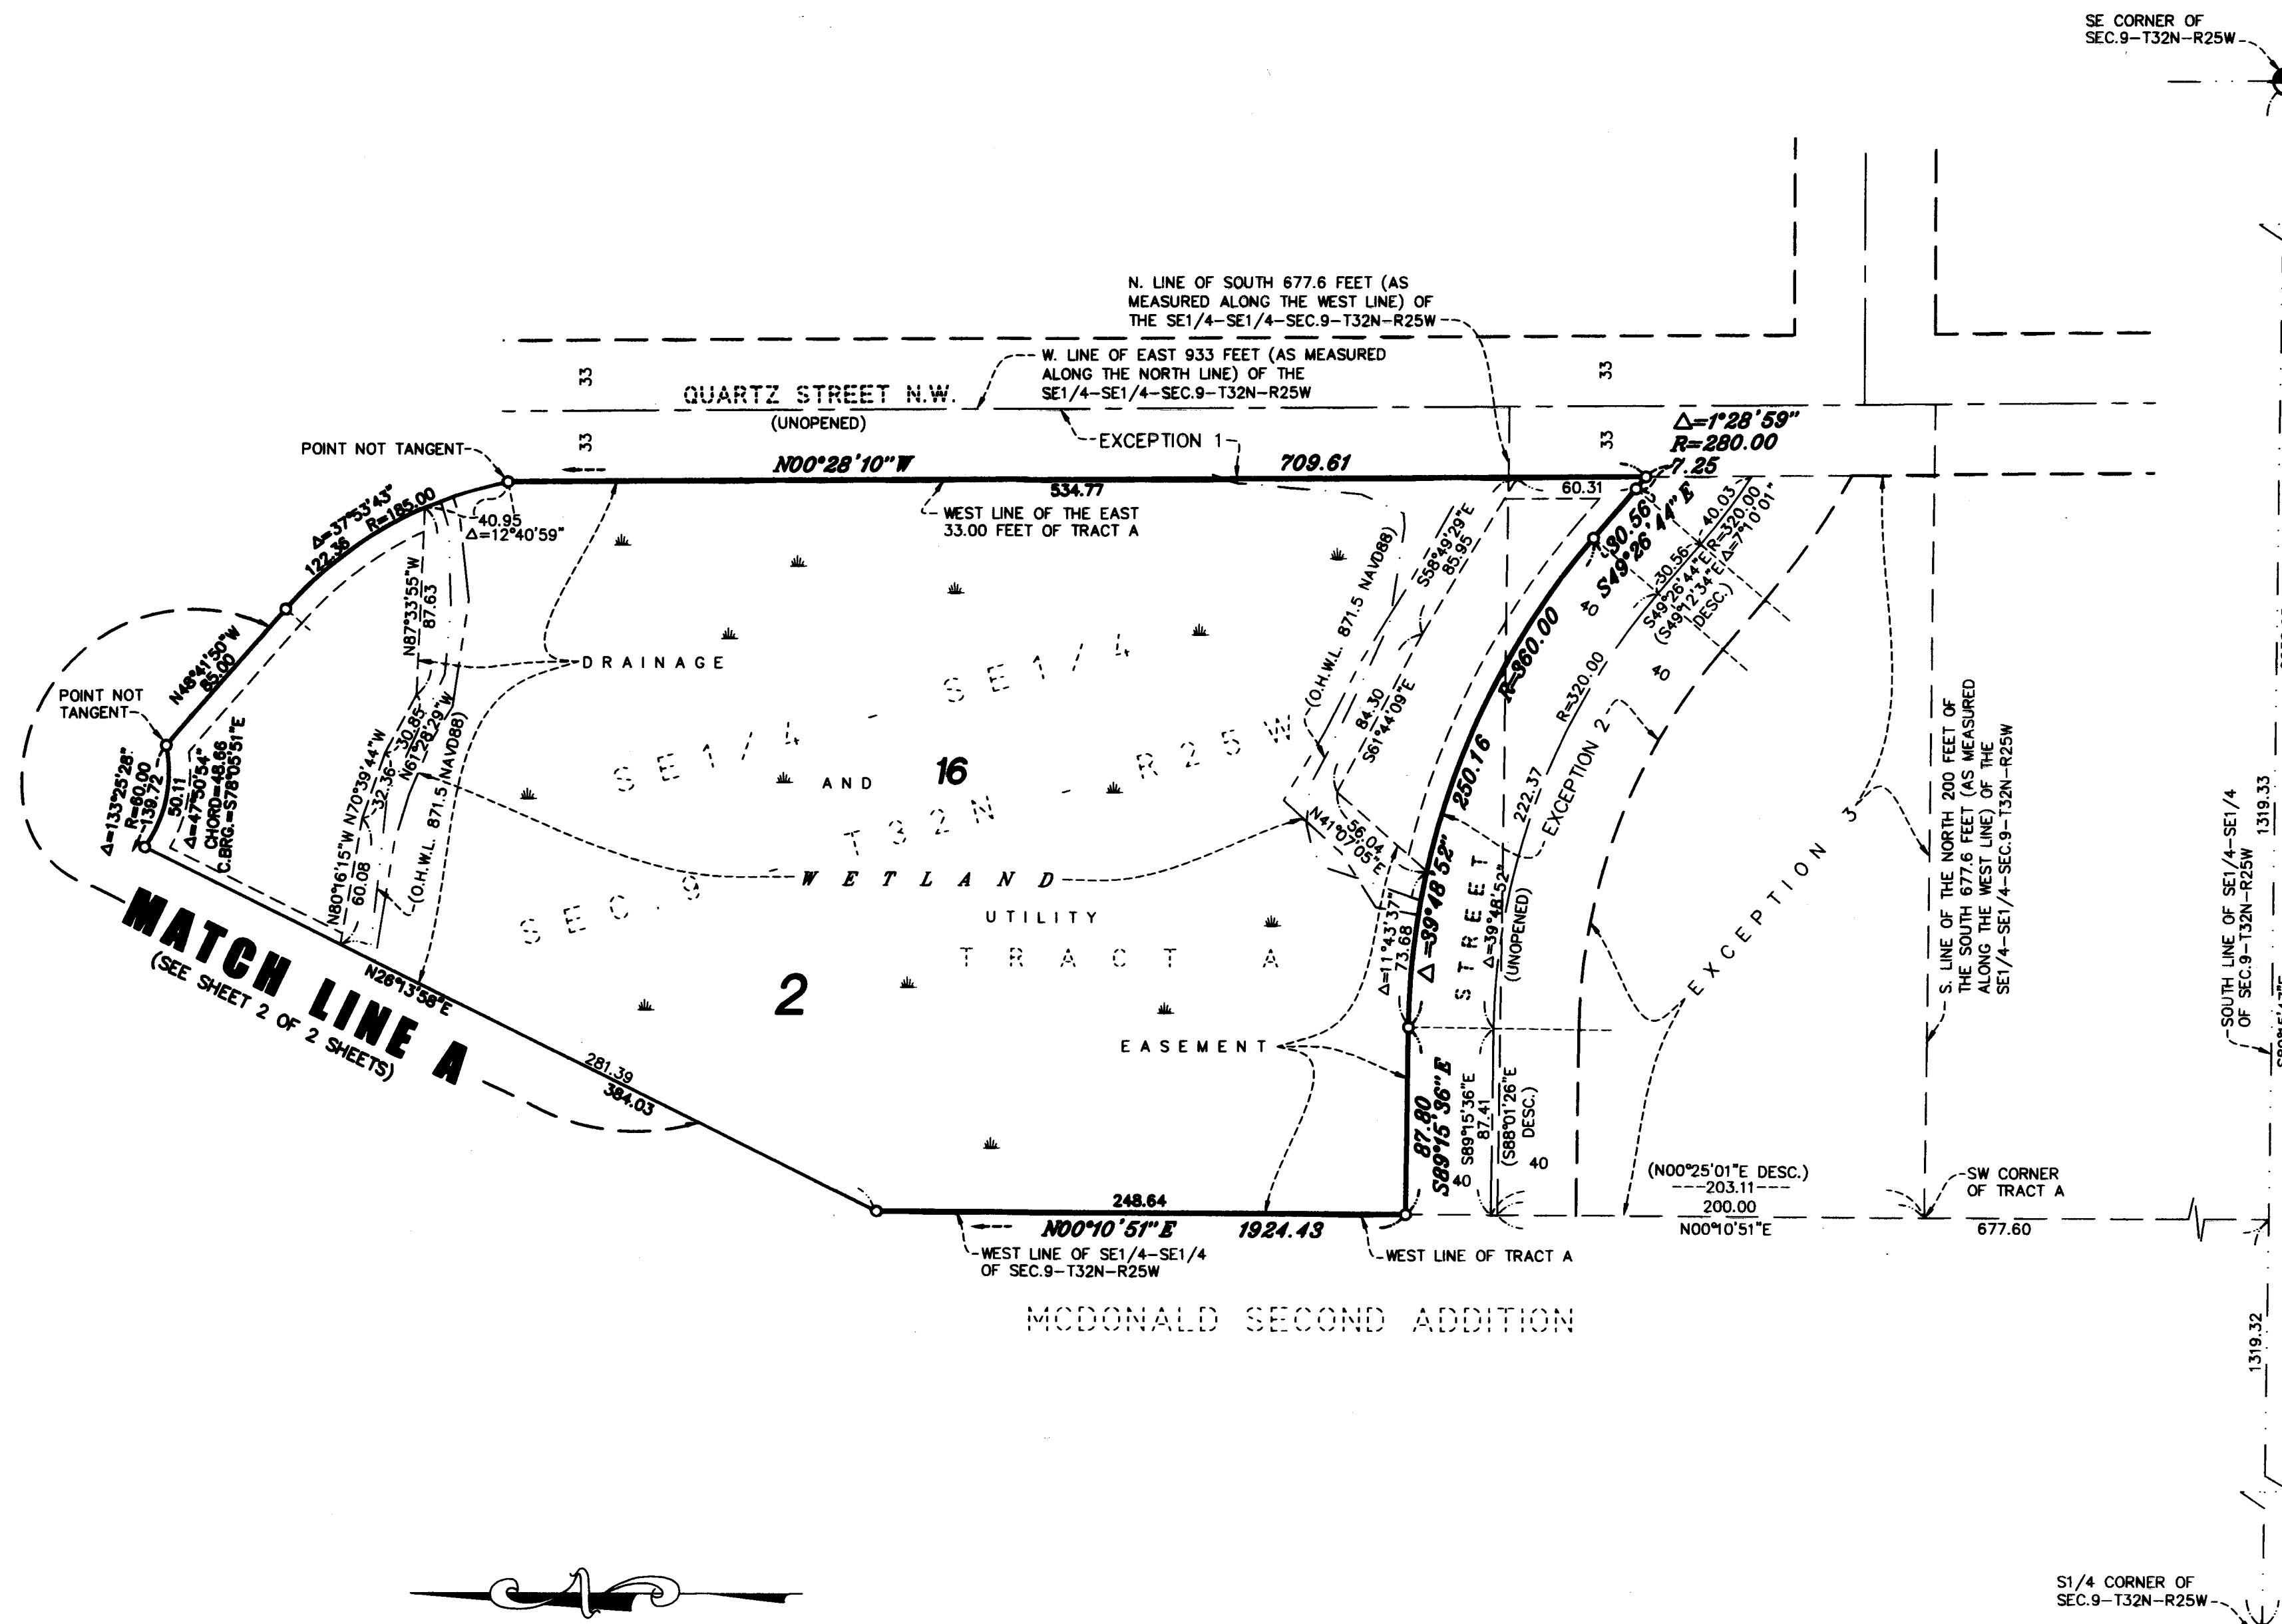 SE CORNER OF
SEC.9-T32N-R25W
N. LINE OF SOUTH 677.6 FEET (AS
MEASURED ALONG THE WEST LINE) OF
THE SE1/4-SE1/4-SEC.9-T32N-R25W
W. LINE OF EAST 933 FEET (AS MEASURED
ALONG THE NORTH LINE) OF THE
SE1/4-SE1/4-SEC.9-T32N-R25W
33
33
QUARTZ STREET N.W.
(UNOPENED)
33
33
EXCEPTION 1
POINT NOT TANGENT
N00°28'10"W
709.61
Δ=1°28'59"
R=280.00
7.25
534.77
60.31
WEST LINE OF THE EAST
33.00 FEET OF TRACT A
Δ=37°53'43"
R=185.00
122.36
40.95
Δ=12°40'59"
30.56
S49°26'44"E
40.03
R=320.00
Δ=7°10'01"
30.56
S49°26'44"E
(S49°12'34"E
DESC.)
40
40
N87°33'55"W
87.63
(O.H.W.L. 871.5 NAVD88)
S58°49'29"E
85.95
N48°41'50"W
85.00
POINT NOT
TANGENT
DRAINAGE
SE1/4 - SE1/4
AND
16
SEC.9 - T32N - R25W
84.30
S61°44'09"E
R=360.00
250.16
Δ=39°48'52"
R=320.00
222.37
Δ=39°48'52"
EXCEPTION 2
EXCEPTION 3
30.85
N61°28'29"W
32.36
N70°39'44"W
N80°16'15"W
60.08
(O.H.W.L. 871.5 NAVD88)
Δ=133°25'28"
R=60.00
139.72
50.11
Δ=47°50'54"
CHORD=48.66
C.BRG.=S78°05'51"E
56.04
N41°07'05"E
WETLAND
UTILITY
TRACT A
2
Δ=11°43'37"
73.68
STREET
(UNOPENED)
MATCH LINE A
(SEE SHEET 2 OF 2 SHEETS)
N26°13'58"E
281.39
384.03
EASEMENT
87.80
S89°15'36"E
S89°15'36"E
87.41
(S88°01'26"E
DESC.)
40
40
S. LINE OF THE NORTH 200 FEET OF
THE SOUTH 677.6 FEET (AS MEASURED
ALONG THE WEST LINE) OF THE
SE1/4-SE1/4-SEC.9-T32N-R25W
SOUTH LINE OF SE1/4-SE1/4
OF SEC.9-T32N-R25W
1319.33
(N00°25'01"E DESC.)
203.11
200.00
N00°10'51"E
SW CORNER
OF TRACT A
677.60
248.64
N00°10'51"E
1924.43
WEST LINE OF SE1/4-SE1/4
OF SEC.9-T32N-R25W
WEST LINE OF TRACT A
MCDONALD SECOND ADDITION
1319.32
S1/4 CORNER OF
SEC.9-T32N-R25W